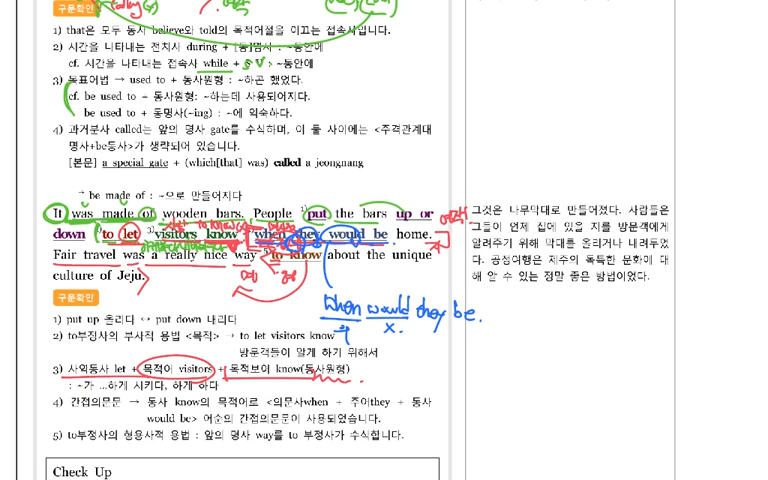 구문확인
1) that은 모두 동사 believe와 told의 목적어절을 이끄는 접속사입니다.
2) 시간을 나타내는 전치사 during + (동)명사 : ~동안에
cf. 시간을 나타내는 접속사 while + S V : ~동안에
3) 목표어법 → used to + 동사원형 : ~하곤 했었다.
cf. be used to + 동사원형: ~하는데 사용되어지다.
be used to + 동명사(~ing) : ~에 익숙하다.
4) 과거분사 called는 앞의 명사 gate를 수식하며, 이 둘 사이에는 <주격관계대
명사+be동사>가 생략되어 있습니다.
[본문] a special gate + (which[that] was) called a jeongnang
→ be made of : ~으로 만들어지다
It was made of wooden bars. People 1)put the bars up or
down 2)to let 3)visitors know 4)when they would be home.
Fair travel was a really nice way 5)to know about the unique
culture of Jeju.
그것은 나무막대로 만들어졌다. 사람들은
그들이 언제 집에 있을 지를 방문객에게
알려주기 위해 막대를 올리거나 내려두었
다. 공정여행은 제주의 독특한 문화에 대
해 알 수 있는 정말 좋은 방법이었다.
when would they be.
x.
구문확인
1) put up 올리다 ↔ put down 내리다
2) to부정사의 부사적 용법 <목적> → to let visitors know
방문객들이 알게 하기 위해서
3) 사역동사 let + 목적어 visitors + 목적보어 know(동사원형)
: ~가 …하게 시키다, 하게 하다
4) 간접의문문 → 동사 know의 목적어로 <의문사when + 주어they + 동사
would be> 어순의 간접의문문이 사용되었습니다.
5) to부정사의 형용사적 용법 : 앞의 명사 way를 to 부정사가 수식합니다.
Check Up